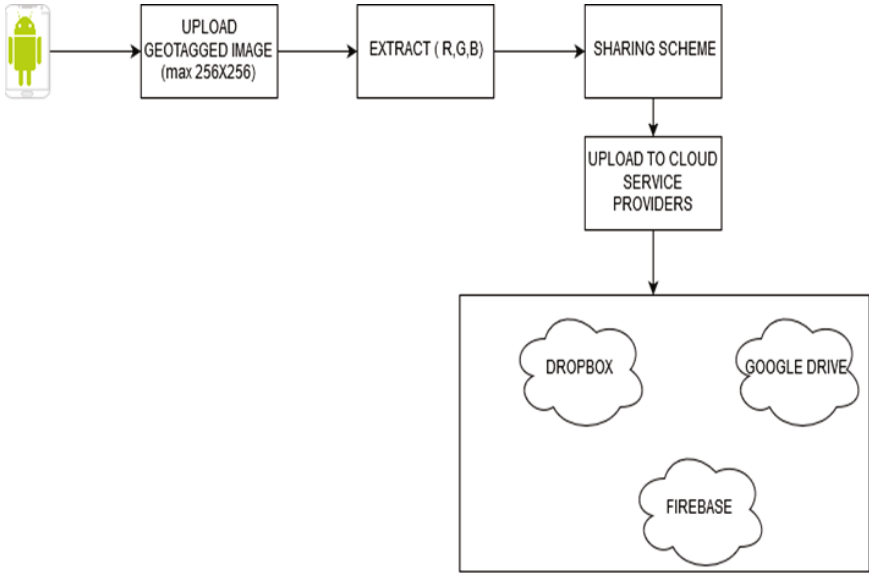 UPLOAD
GEOTAGGED IMAGE
(max 256X256)
EXTRACT ( R,G,B)
SHARING SCHEME
UPLOAD TO CLOUD
SERVICE
PROVIDERS
DROPBOX
GOOGLE DRIVE
FIREBASE